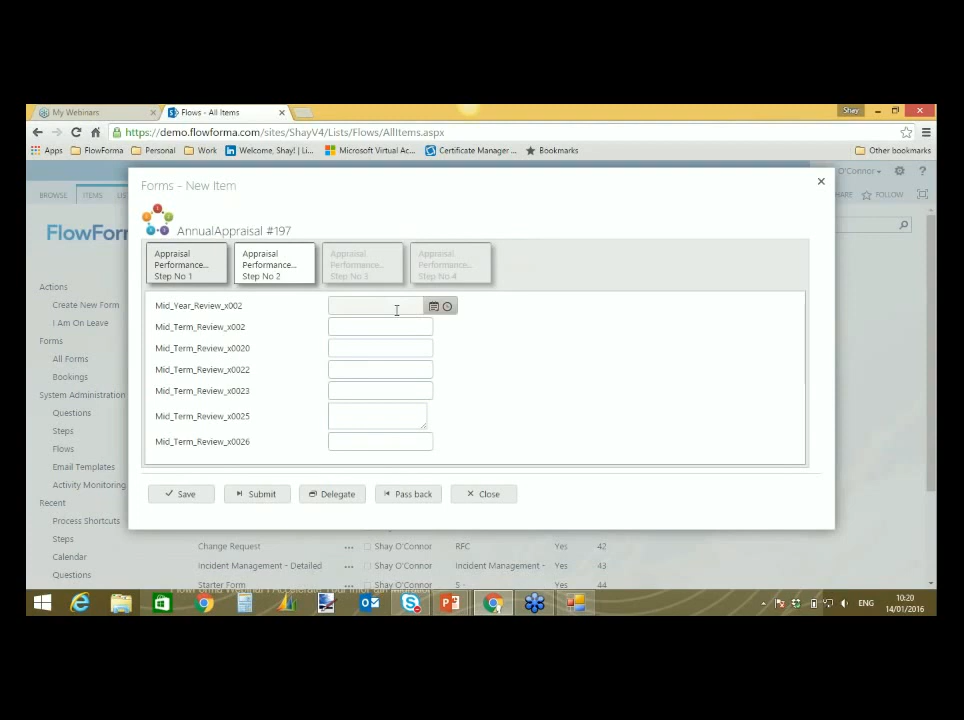 My Webinars
Flows - All Items
Shay
https://demo.flowforma.com/sites/ShayV4/Lists/Flows/AllItems.aspx
Apps FlowForma Personal Work Welcome, Shay! | Li... Microsoft Virtual Ac... Certificate Manager ... Bookmarks Other bookmarks
Forms - New Item
O'Connor
BROWSE ITEMS FOLLOW
AnnualAppraisal #197
FlowForm
Appraisal Performance... Step No 1
Appraisal Performance... Step No 2
Appraisal Performance... Step No 3
Appraisal Performance... Step No 4
Actions
Create New Form
I Am On Leave
Forms
All Forms
Bookings
System Administration
Questions
Steps
Flows
Email Templates
Activity Monitoring
Recent
Process Shortcuts
Steps
Calendar
Questions
Mid_Year_Review_x002
Mid_Term_Review_x002
Mid_Term_Review_x0020
Mid_Term_Review_x0022
Mid_Term_Review_x0023
Mid_Term_Review_x0025
Mid_Term_Review_x0026
Save Submit Delegate Pass back Close
Change Request ... Shay O'Connor RFC Yes 42
Incident Management - Detailed ... Shay O'Connor Incident Management - Yes 43
Starter Form ... Shay O'Connor 5 - Yes 44
ENG
10:20
14/01/2016